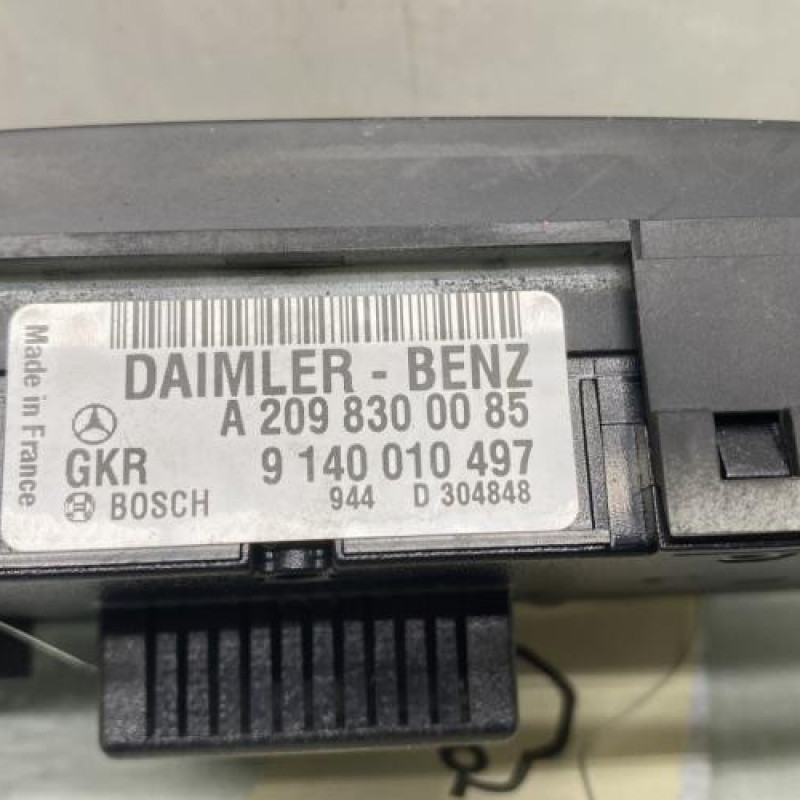 DAIMLER - BENZ
A 209 830 00 85
GKR 9 140 010 497
BOSCH 944 D 304848
Made in France